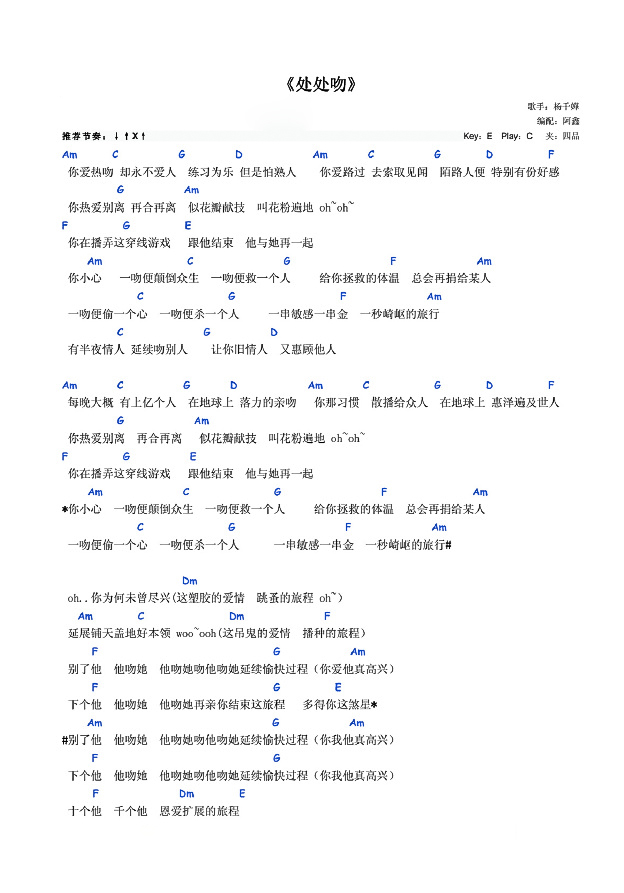 《处处吻》
歌手：杨千嬅
编配：阿鑫
推荐节奏：↓↑X↑ Key：E Play：C 夹：四品
Am C G D Am C G D F
你爱热吻 却永不爱人 练习为乐 但是怕熟人 你爱路过 去索取见闻 陌路人便 特别有份好感
G Am
你热爱别离 再合再离 似花瓣献技 叫花粉遍地 oh~oh~
F G E
你在播弄这穿线游戏 跟他结束 他与她再一起
Am C G F Am
你小心 一吻便颠倒众生 一吻便救一个人 给你拯救的体温 总会再捐给某人
C G F Am
一吻便偷一个心 一吻便杀一个人 一串敏感一串金 一秒崎岖的旅行
C G D
有半夜情人 延续吻别人 让你旧情人 又惠顾他人
Am C G D Am C G D F
每晚大概 有上亿个人 在地球上 落力的亲吻 你那习惯 散播给众人 在地球上 惠泽遍及世人
G Am
你热爱别离 再合再离 似花瓣献技 叫花粉遍地 oh~oh~
F G E
你在播弄这穿线游戏 跟他结束 他与她再一起
Am C G F Am
*你小心 一吻便颠倒众生 一吻便救一个人 给你拯救的体温 总会再捐给某人
C G F Am
一吻便偷一个心 一吻便杀一个人 一串敏感一串金 一秒崎岖的旅行#
Dm
oh..你为何未曾尽兴(这塑胶的爱情 跳蚤的旅程 oh~）
Am C Dm F
延展铺天盖地好本领 woo~ooh(这吊鬼的爱情 播种的旅程）
F G Am
别了他 他吻她 他吻她吻他吻她延续愉快过程（你爱他真高兴）
F G E
下个他 他吻她 他吻她再亲你结束这旅程 多得你这煞星*
Am G Am
#别了他 他吻她 他吻她吻他吻她延续愉快过程（你我他真高兴）
F G
下个他 他吻她 他吻她吻他吻她延续愉快过程（你我他真高兴）
F Dm E
十个他 千个他 恩爱扩展的旅程